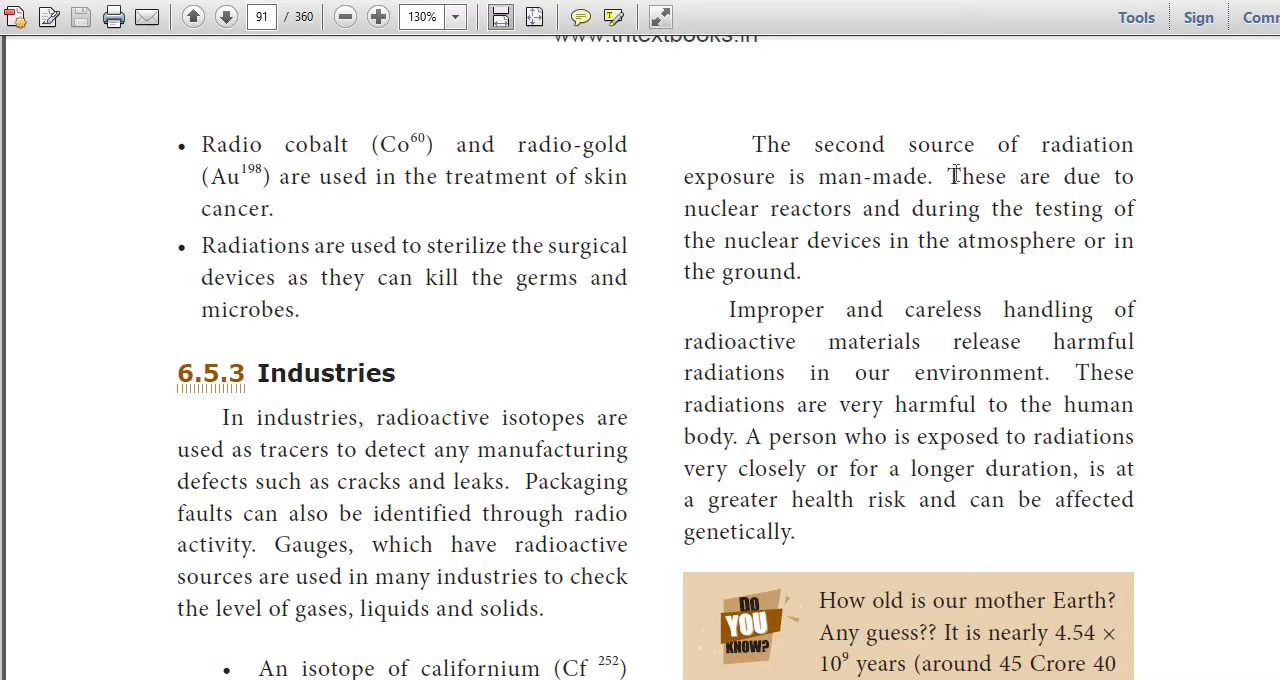 91 / 360 130% Tools Sign Comm
www.tntextbooks.in
• Radio cobalt (Co60) and radio-gold
(Au198) are used in the treatment of skin
cancer.
• Radiations are used to sterilize the surgical
devices as they can kill the germs and
microbes.
6.5.3 Industries
In industries, radioactive isotopes are
used as tracers to detect any manufacturing
defects such as cracks and leaks. Packaging
faults can also be identified through radio
activity. Gauges, which have radioactive
sources are used in many industries to check
the level of gases, liquids and solids.
• An isotope of californium (Cf 252)
The second source of radiation
exposure is man-made. These are due to
nuclear reactors and during the testing of
the nuclear devices in the atmosphere or in
the ground.
Improper and careless handling of
radioactive materials release harmful
radiations in our environment. These
radiations are very harmful to the human
body. A person who is exposed to radiations
very closely or for a longer duration, is at
a greater health risk and can be affected
genetically.
DO
YOU
KNOW?
How old is our mother Earth?
Any guess?? It is nearly 4.54 ×
109 years (around 45 Crore 40